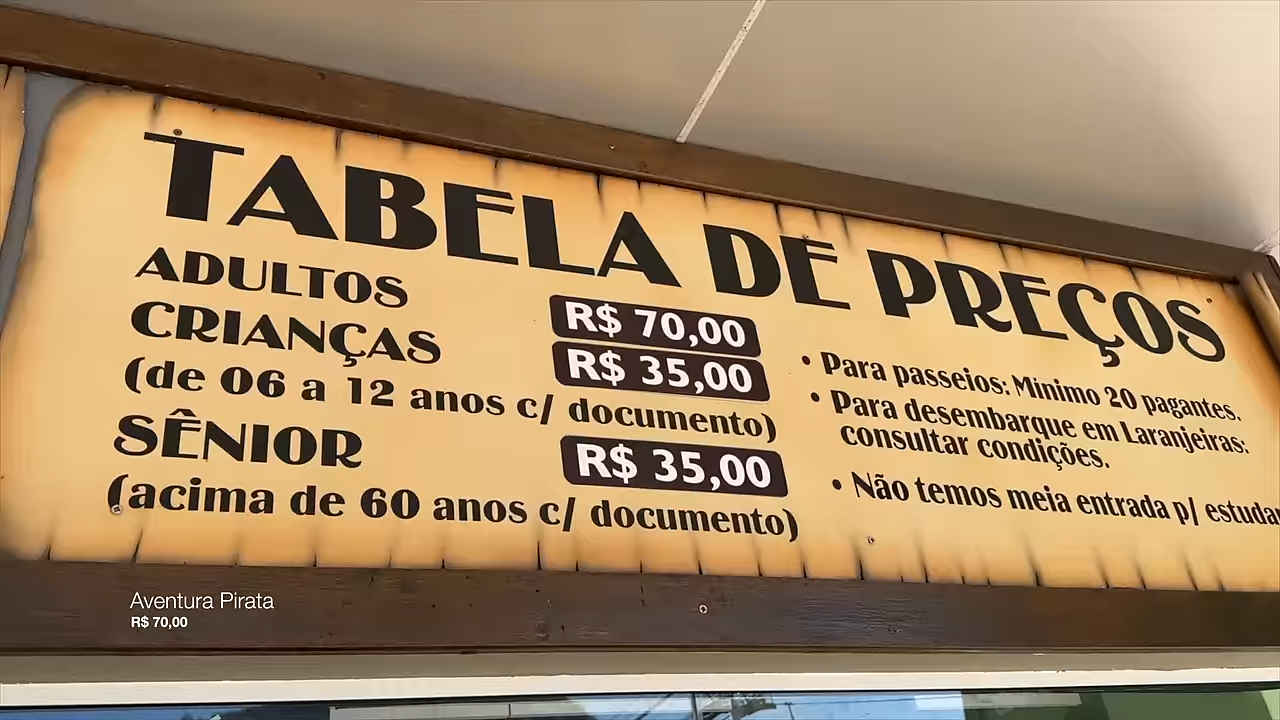 TABELA DE PREÇOS
ADULTOS R$ 70,00
CRIANÇAS R$ 35,00
(de 06 a 12 anos c/ documento)
SÊNIOR R$ 35,00
(acima de 60 anos c/ documento)
• Para passeios: Mínimo 20 pagantes.
• Para desembarque em Laranjeiras:
consultar condições.
• Não temos meia entrada p/
Aventura Pirata
R$ 70,00